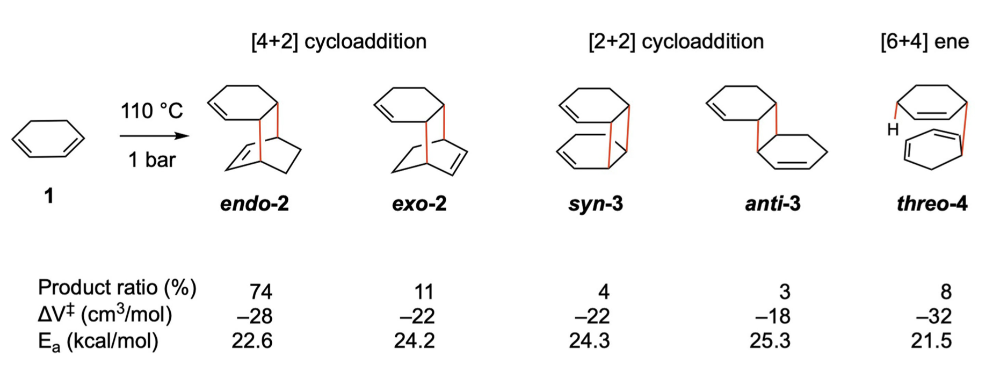 [4+2] cycloaddition [2+2] cycloaddition [6+4] ene
110 °C
1 bar
H
1 endo-2 exo-2 syn-3 anti-3 threo-4
Product ratio (%) 74 11 4 3 8
ΔV‡ (cm³/mol) –28 –22 –22 –18 –32
Eₐ (kcal/mol) 22.6 24.2 24.3 25.3 21.5